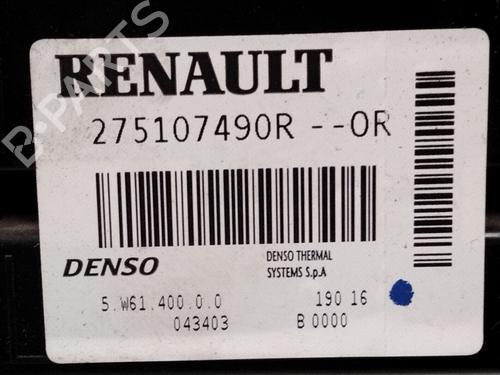 RENAULT
275107490R --0R
DENSO
DENSO THERMAL
SYSTEMS S.p.A
5.W61.400.0.0
190 16
043403
B 0000
B-PARTS